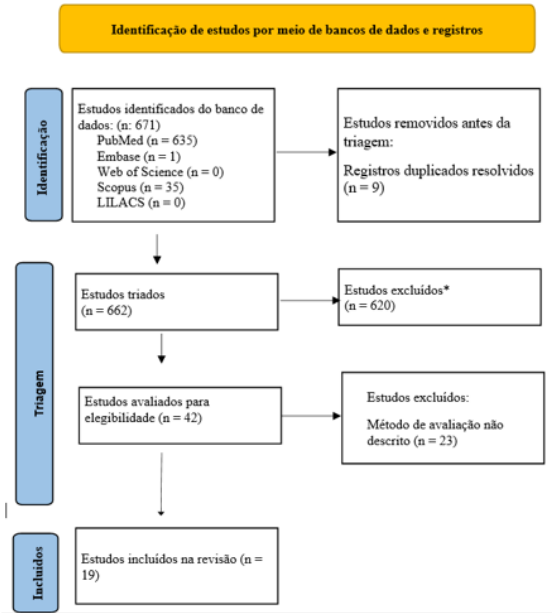 Identificação de estudos por meio de bancos de dados e registros
Identificação
Estudos identificados do banco de
dados: (n: 671)
PubMed (n = 635)
Embase (n = 1)
Web of Science (n = 0)
Scopus (n = 35)
LILACS (n = 0)
Estudos removidos antes da
triagem:
Registros duplicados resolvidos
(n = 9)
Triagem
Estudos triados
(n = 662)
Estudos excluídos*
(n = 620)
Estudos avaliados para
elegibilidade (n = 42)
Estudos excluídos:
Método de avaliação não
descrito (n = 23)
Incluídos
Estudos incluídos na revisão (n =
19)